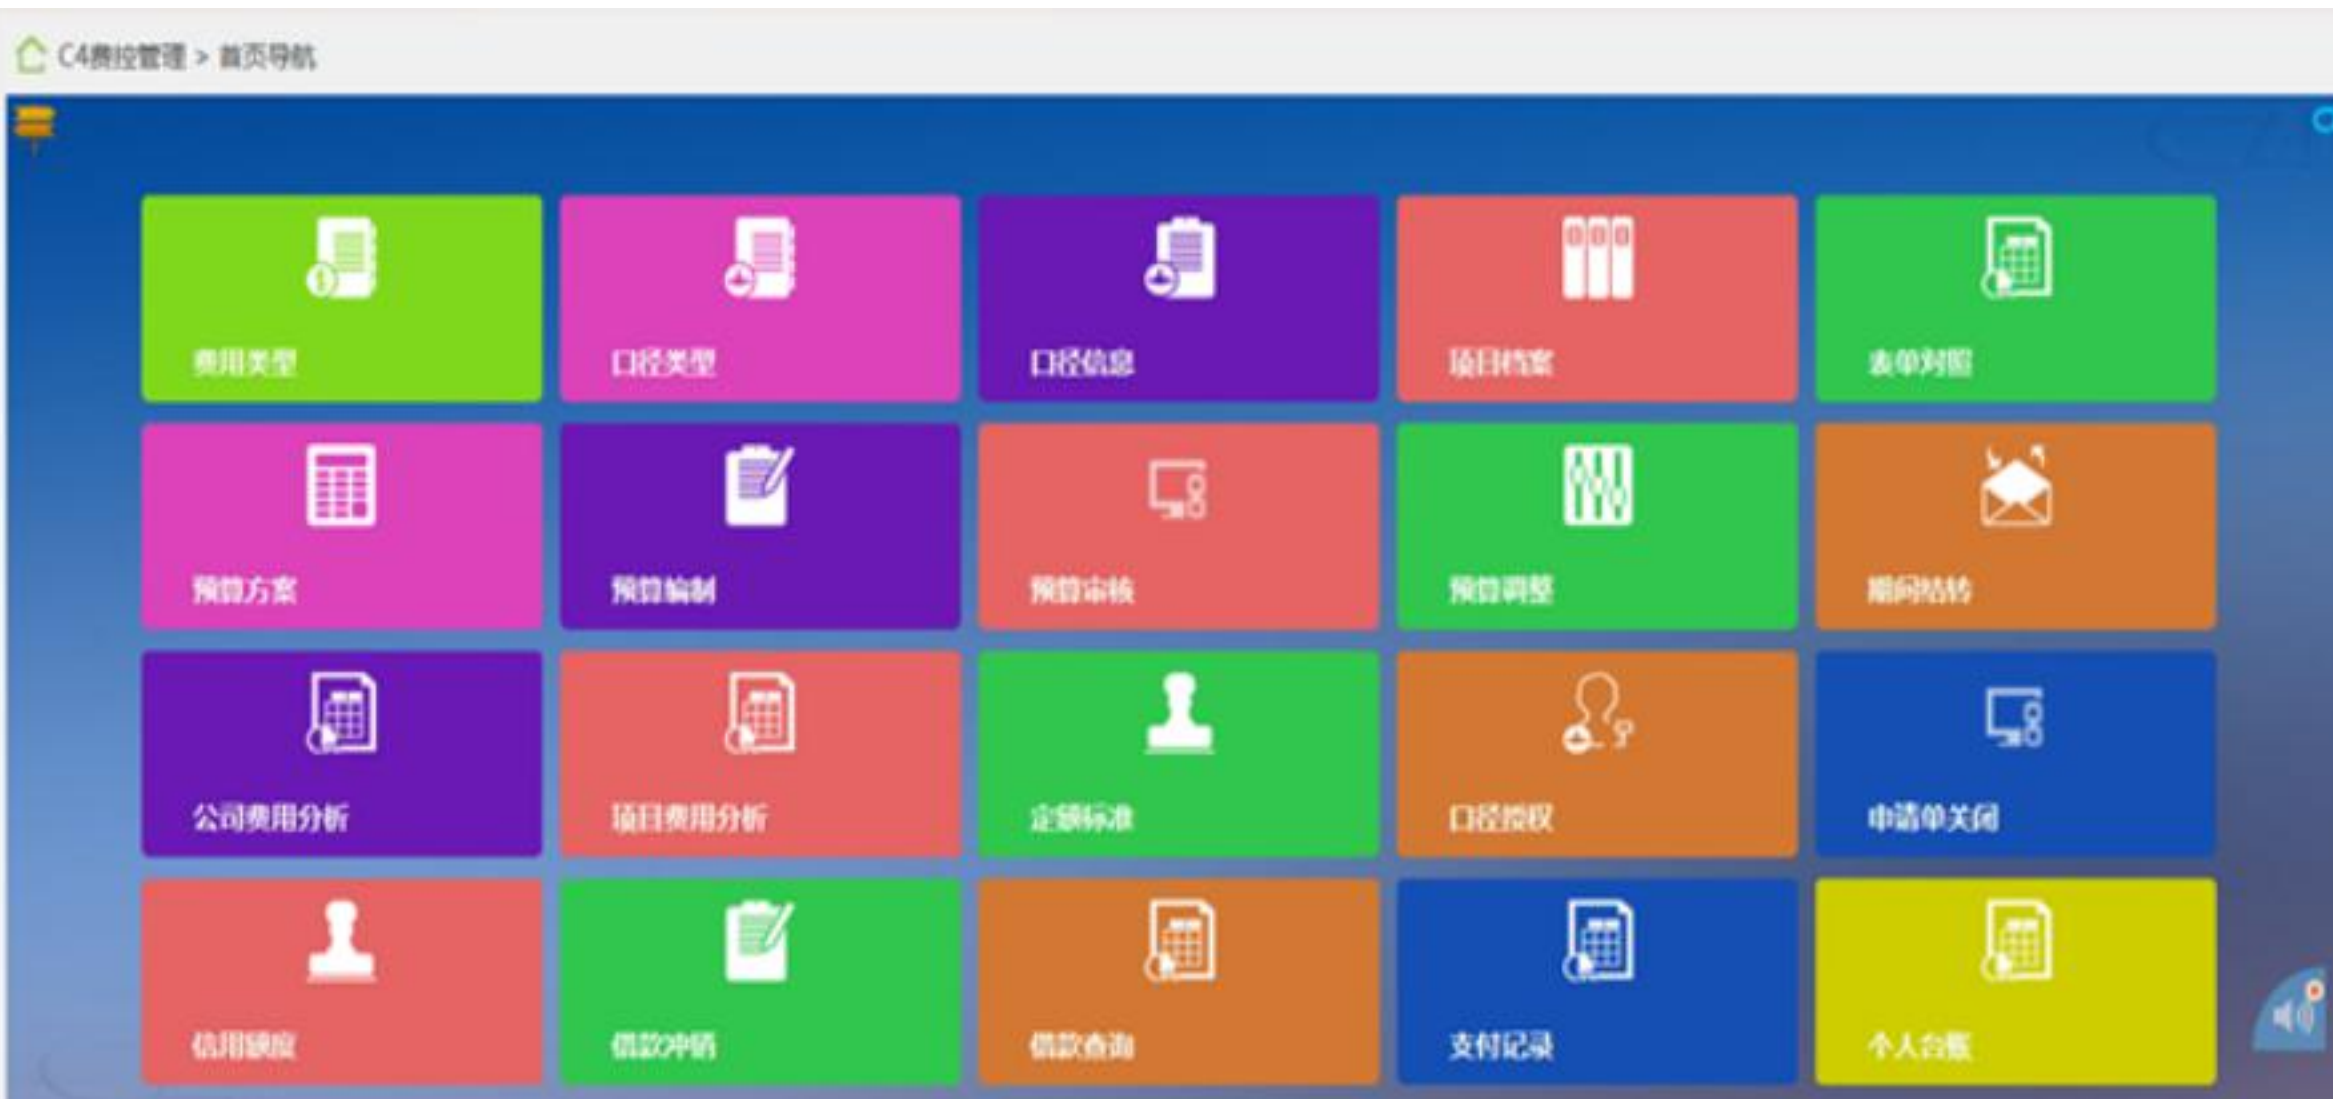 C4费控管理 > 首页导航
费用类型
口径类型
口径信息
项目档案
表单对照
预算方案
预算编制
预算审核
预算调整
期间结转
公司费用分析
项目费用分析
定额标准
口径授权
申请单关闭
信用额度
借款冲销
借款查询
支付记录
个人台账